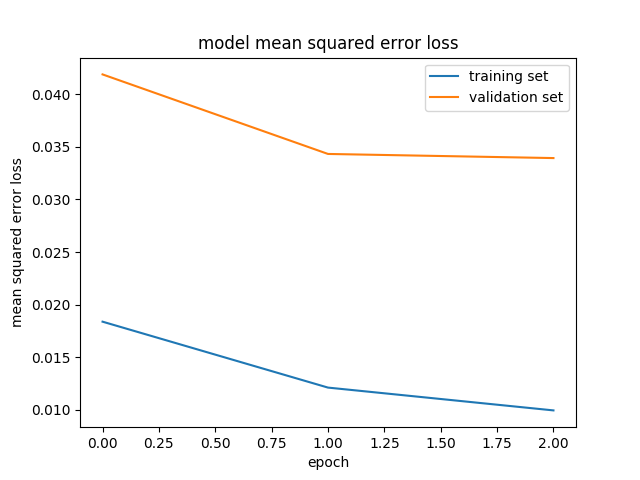 model mean squared error loss
training set
validation set
0.040
0.035
0.030
0.025
0.020
0.015
0.010
mean squared error loss
0.00 0.25 0.50 0.75 1.00 1.25 1.50 1.75 2.00
epoch